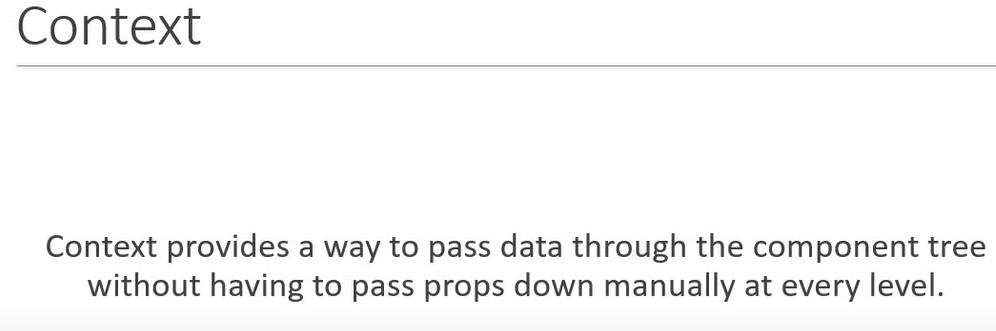 Context
Context provides a way to pass data through the component tree
without having to pass props down manually at every level.